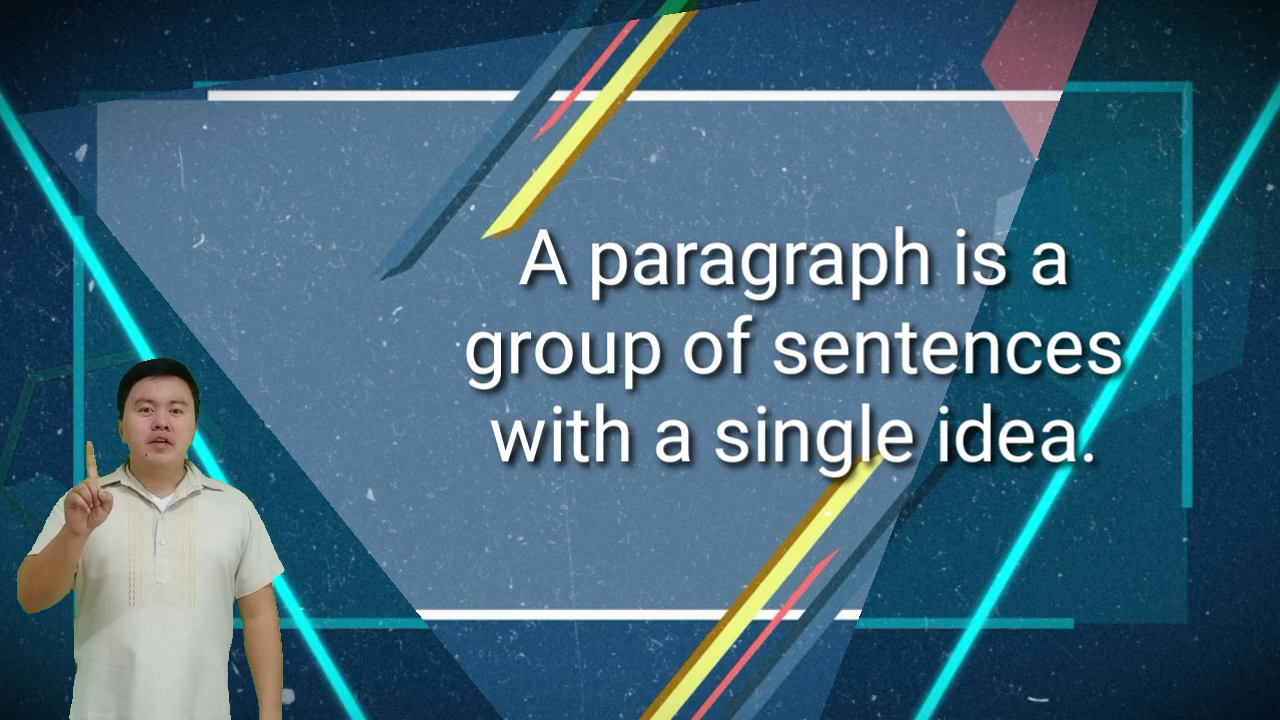 A paragraph is a
group of sentences
with a single idea.